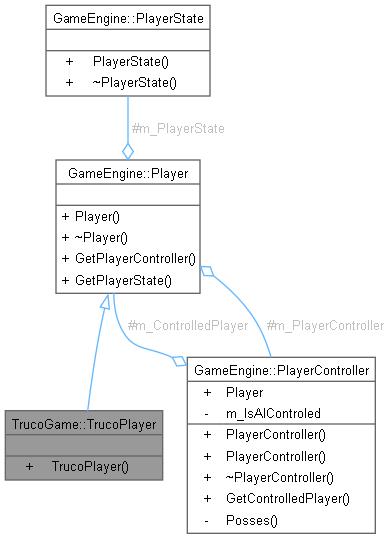 GameEngine::PlayerState
+ PlayerState()
+ ~PlayerState()
#m_PlayerState
GameEngine::Player
+ Player()
+ ~Player()
+ GetPlayerController()
+ GetPlayerState()
#m_ControlledPlayer
#m_PlayerController
GameEngine::PlayerController
+ Player
- m_IsAIControled
+ PlayerController()
+ PlayerController()
+ ~PlayerController()
+ GetControlledPlayer()
- Posses()
TrucoGame::TrucoPlayer
+ TrucoPlayer()